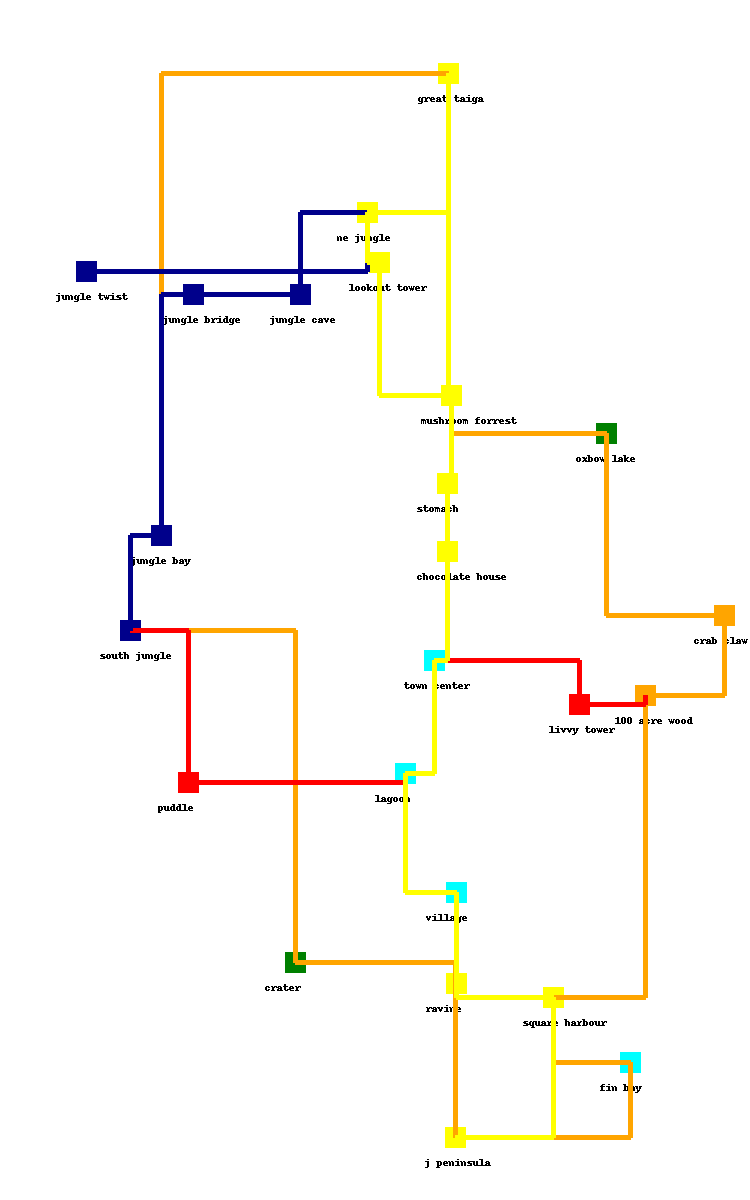 great taiga
ne jungle
lookout tower
jungle twist
jungle bridge
jungle cave
mushroom forrest
oxbow lake
stomach
jungle bay
chocolate house
crab claw
south jungle
town center
100 acre wood
livvy tower
lagoon
puddle
village
crater
ravine
square harbour
fin bay
j peninsula